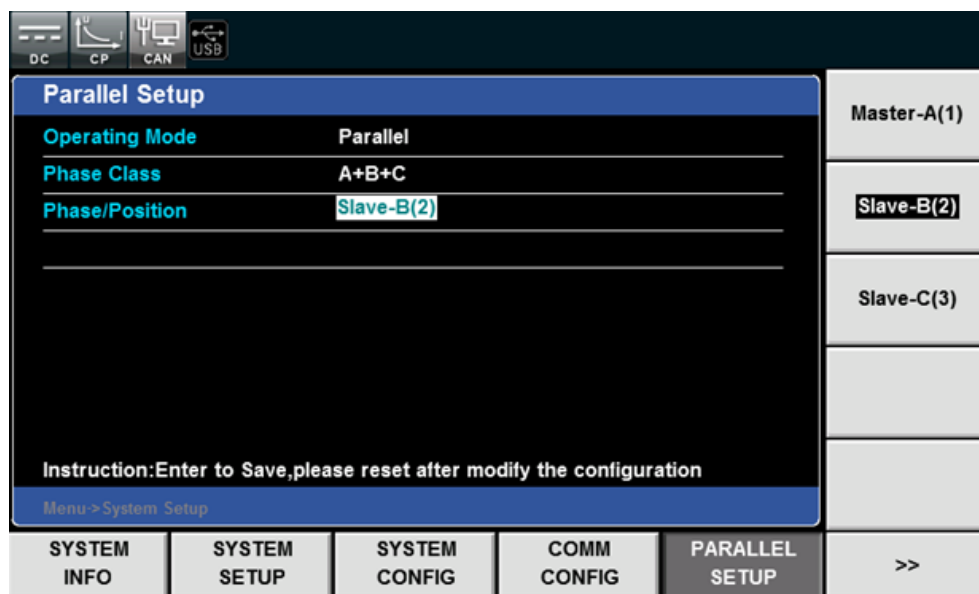 DC CP CAN USB
Parallel Setup
Operating Mode Parallel
Phase Class A+B+C
Phase/Position Slave-B(2)
Instruction:Enter to Save,please reset after modify the configuration
Menu->System Setup
Master-A(1)
Slave-B(2)
Slave-C(3)
SYSTEM INFO
SYSTEM SETUP
SYSTEM CONFIG
COMM CONFIG
PARALLEL SETUP
>>